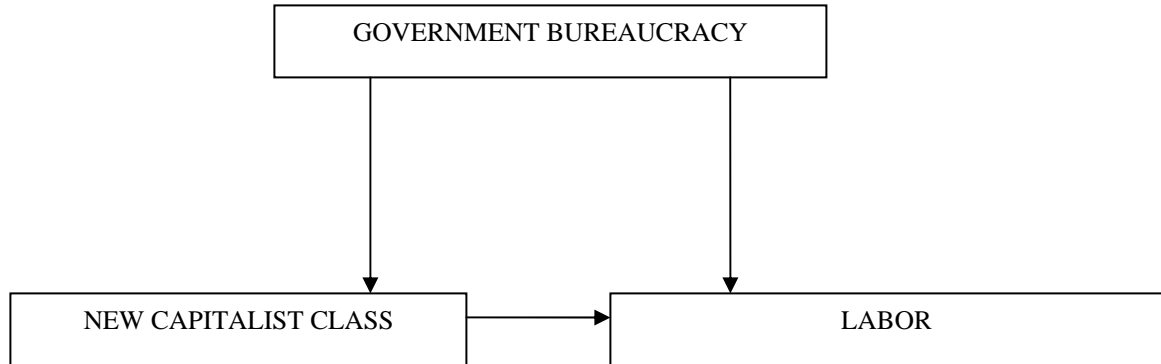 GOVERNMENT BUREAUCRACY
NEW CAPITALIST CLASS
LABOR